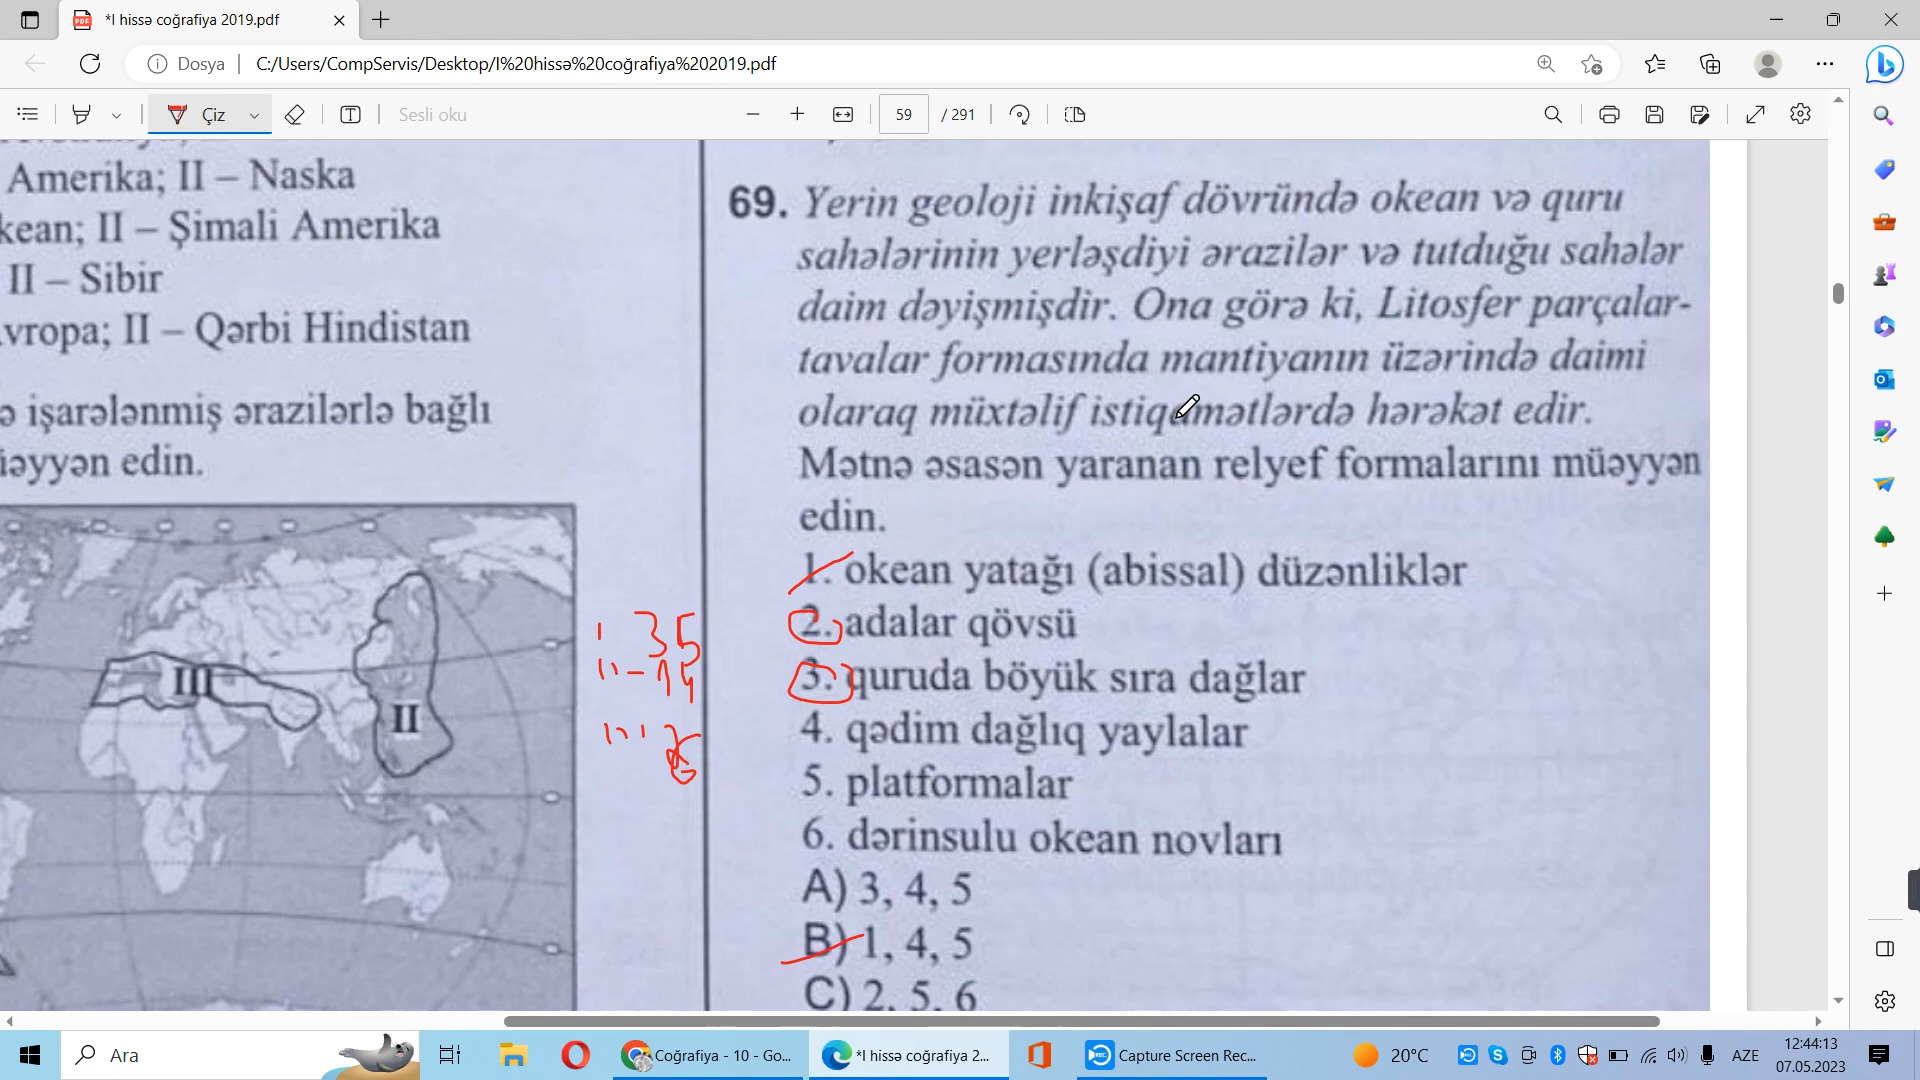 *I hissə coğrafiya 2019.pdf
Dosya
C:/Users/CompServis/Desktop/I%20hissə%20coğrafiya%202019.pdf
Çiz
Sesli oku
59
/ 291
Amerika; II – Naska
kean; II – Şimali Amerika
II – Sibir
vropa; II – Qərbi Hindistan
ə işarələnmiş ərazilərlə bağlı
üəyyən edin.
III
II
69. Yerin geoloji inkişaf dövründə okean və quru
sahələrinin yerləşdiyi ərazilər və tutduğu sahələr
daim dəyişmişdir. Ona görə ki, Litosfer parçalar-
tavalar formasında mantiyanın üzərində daimi
olaraq müxtəlif istiqamətlərdə hərəkət edir.
Mətnə əsasən yaranan relyef formalarını müəyyən
edin.
1. okean yatağı (abissal) düzənliklər
2. adalar qövsü
3. quruda böyük sıra dağlar
4. qədim dağlıq yaylalar
5. platformalar
6. dərinsulu okean novları
A) 3, 4, 5
B) 1, 4, 5
C) 2, 5, 6
1 35
Ara
Coğrafiya - 10 - Go...
*I hissə coğrafiya 2...
Capture Screen Rec...
20°C
AZE
12:44:13
07.05.2023